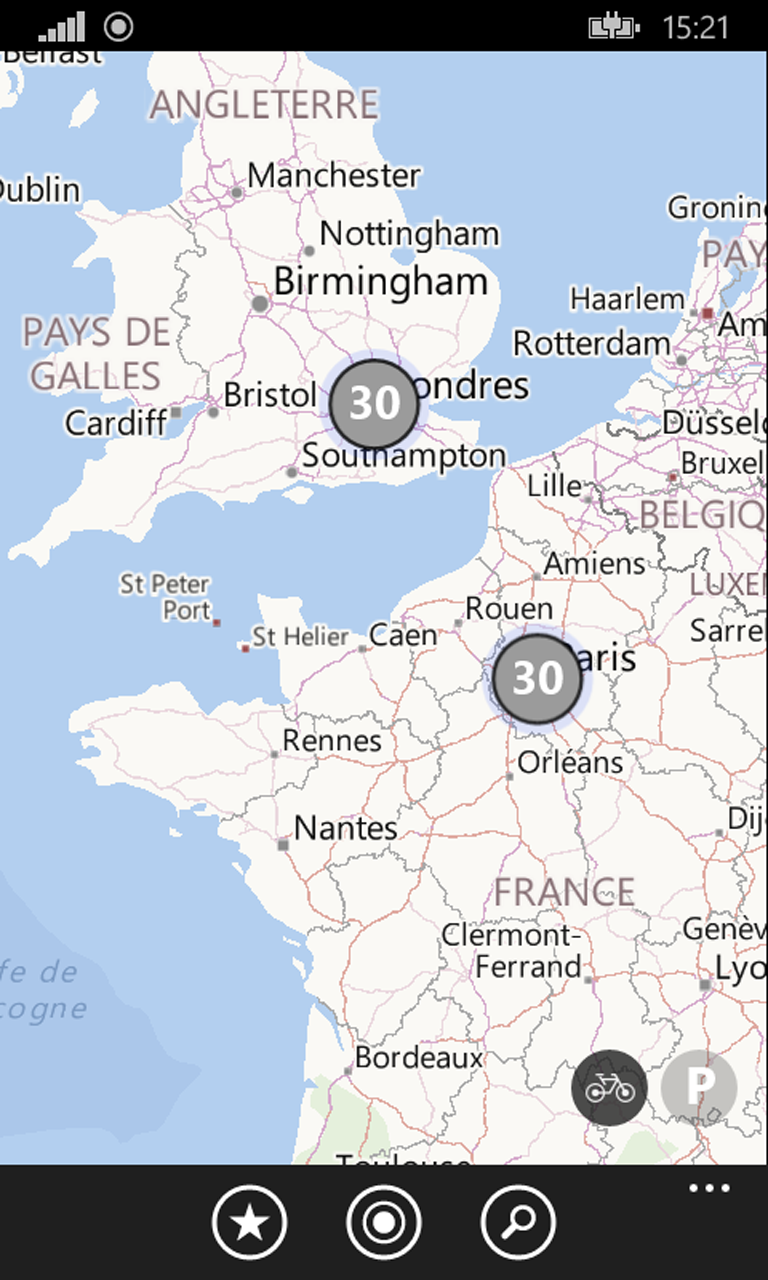 15:21
Belfast
ANGLETERRE
Manchester
Dublin
Groning
Nottingham
PAY
Birmingham
Haarlem
Am
PAYS DE
GALLES
Rotterdam
Bristol
30
ondres
Cardiff
Düsseld
Southampton
Bruxel
Lille
BELGIQ
Amiens
St Peter
Port
LUXEM
Rouen
St Helier
Caen
Sarre
30
aris
Rennes
Orléans
Nantes
Dij
FRANCE
Clermont-
Ferrand
Genèv
Lyo
fe de
cogne
Bordeaux
P
Toulouse